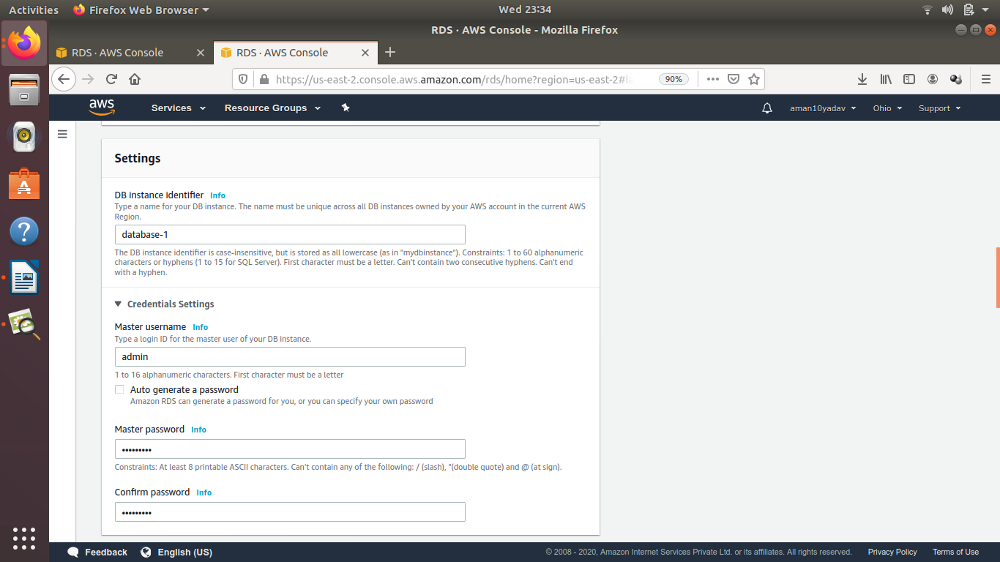 Activities
Firefox Web Browser
Wed 23:34
RDS · AWS Console - Mozilla Firefox
RDS · AWS Console
RDS · AWS Console
https://us-east-2.console.aws.amazon.com/rds/home?region=us-east-2#la
90%
aws
Services
Resource Groups
aman10yadav
Ohio
Support
Settings
DB instance identifier Info
Type a name for your DB instance. The name must be unique across all DB instances owned by your AWS account in the current AWS
Region.
database-1
The DB instance identifier is case-insensitive, but is stored as all lowercase (as in "mydbinstance"). Constraints: 1 to 60 alphanumeric
characters or hyphens (1 to 15 for SQL Server). First character must be a letter. Can't contain two consecutive hyphens. Can't end
with a hyphen.
Credentials Settings
Master username Info
Type a login ID for the master user of your DB instance.
admin
1 to 16 alphanumeric characters. First character must be a letter
Auto generate a password
Amazon RDS can generate a password for you, or you can specify your own password
Master password Info
•••••••••
Constraints: At least 8 printable ASCII characters. Can't contain any of the following: / (slash), "(double quote) and @ (at sign).
Confirm password Info
•••••••••
Feedback
English (US)
© 2008 - 2020, Amazon Internet Services Private Ltd. or its affiliates. All rights reserved.
Privacy Policy
Terms of Use